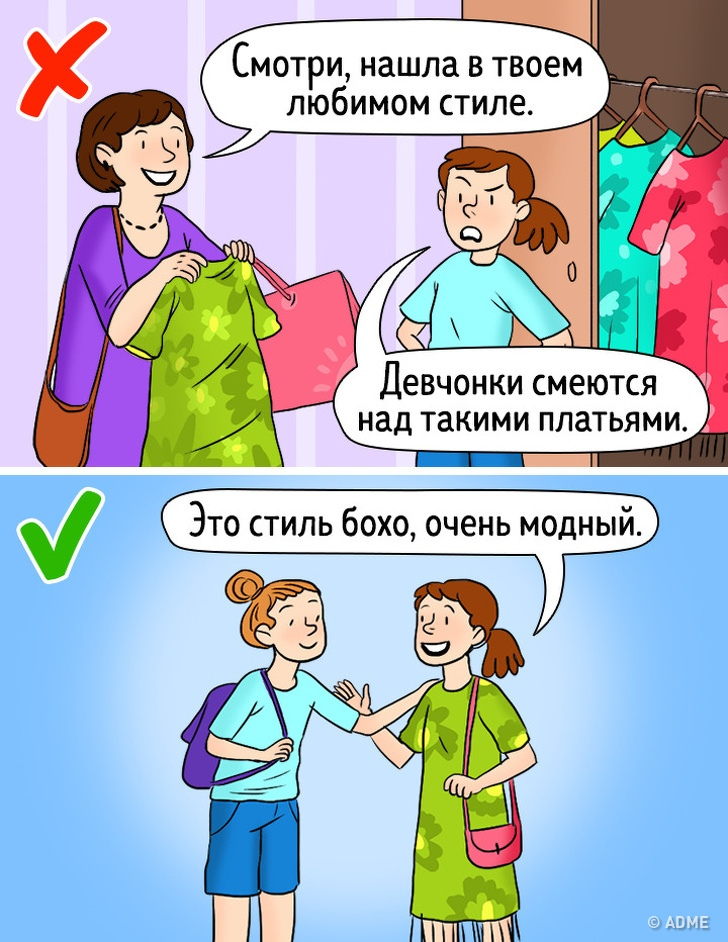 Смотри, нашла в твоем
любимом стиле.
Девчонки смеются
над такими платьями.
Это стиль бохо, очень модный.
© ADME